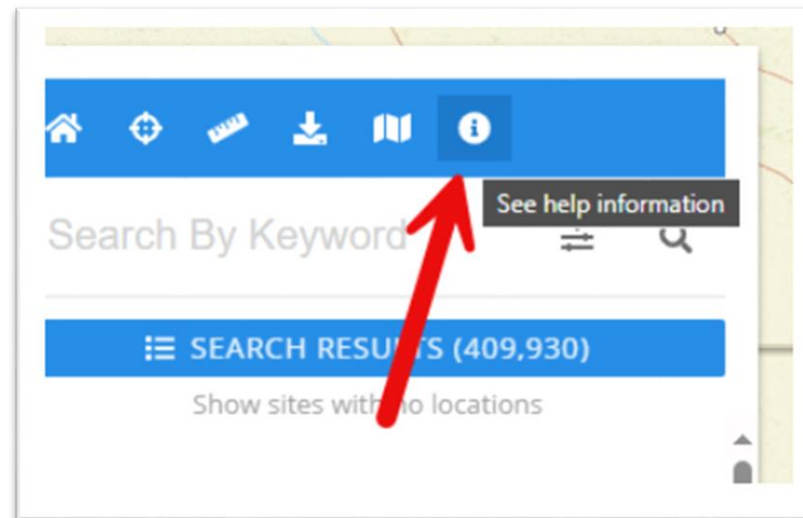 See help information
Search By Keyword
SEARCH RESULTS (409,930)
Show sites with no locations